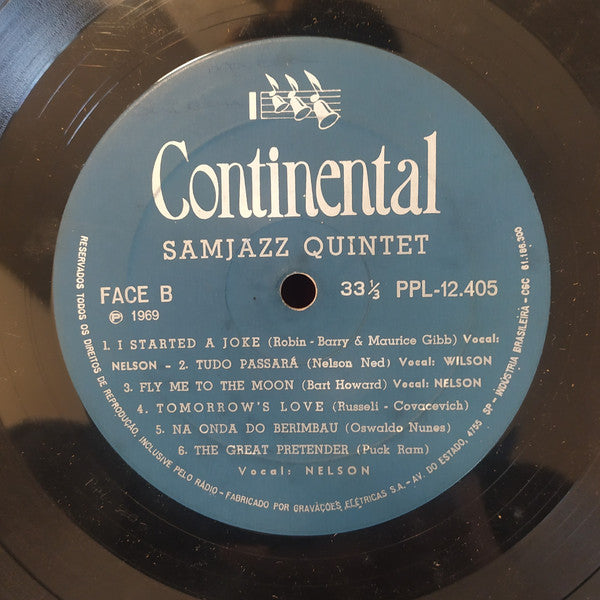 Continental
SAMJAZZ QUINTET
FACE B
33 ⅓ PPL-12.405
Ⓟ 1969
1. I STARTED A JOKE (Robin - Barry & Maurice Gibb) Vocal:
NELSON - 2. TUDO PASSARÁ (Nelson Ned) Vocal: WILSON
3. FLY ME TO THE MOON (Bart Howard) Vocal: NELSON
4. TOMORROW'S LOVE (Russell - Covacevich)
5. NA ONDA DO BERIMBAU (Oswaldo Nunes)
6. THE GREAT PRETENDER (Puck Ram)
Vocal: NELSON
RESERVADOS TODOS OS DIREITOS DE REPRODUÇÃO, INCLUSIVE PELO RÁDIO - FABRICADO POR GRAVAÇÕES ELÉTRICAS S.A. - AV. DO ESTADO, 4755 SP - INDÚSTRIA BRASILEIRA - CGC 61.186.300